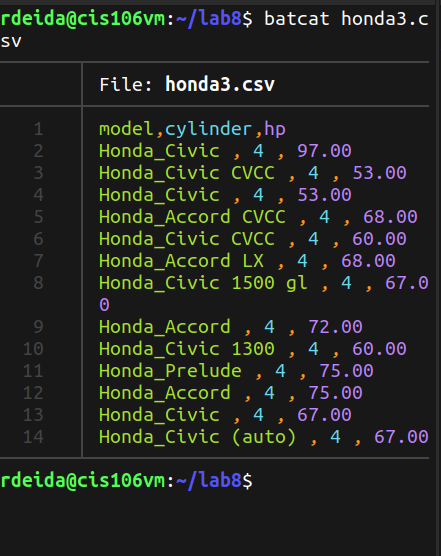 rdeida@cis106vm:~/lab8$ batcat honda3.c
sv
File: honda3.csv
1 model,cylinder,hp
2 Honda_Civic , 4 , 97.00
3 Honda_Civic CVCC , 4 , 53.00
4 Honda_Civic , 4 , 53.00
5 Honda_Accord CVCC , 4 , 68.00
6 Honda_Civic CVCC , 4 , 60.00
7 Honda_Accord LX , 4 , 68.00
8 Honda_Civic 1500 gl , 4 , 67.0
0
9 Honda_Accord , 4 , 72.00
10 Honda_Civic 1300 , 4 , 60.00
11 Honda_Prelude , 4 , 75.00
12 Honda_Accord , 4 , 75.00
13 Honda_Civic , 4 , 67.00
14 Honda_Civic (auto) , 4 , 67.00
rdeida@cis106vm:~/lab8$